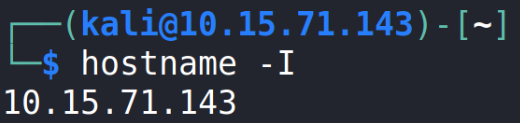 ┌──(kali@10.15.71.143)-[~]
└─$ hostname -I
10.15.71.143